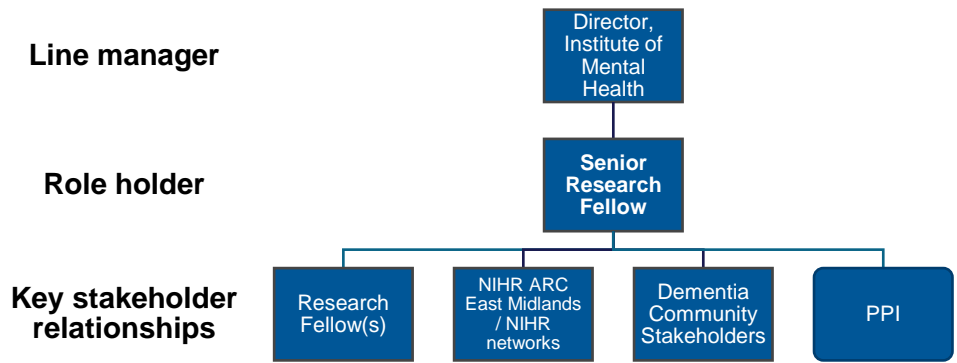 Line manager
Director,
Institute of
Mental
Health
Role holder
Senior
Research
Fellow
Key stakeholder
relationships
Research
Fellow(s)
NIHR ARC
East Midlands
/ NIHR
networks
Dementia
Community
Stakeholders
PPI